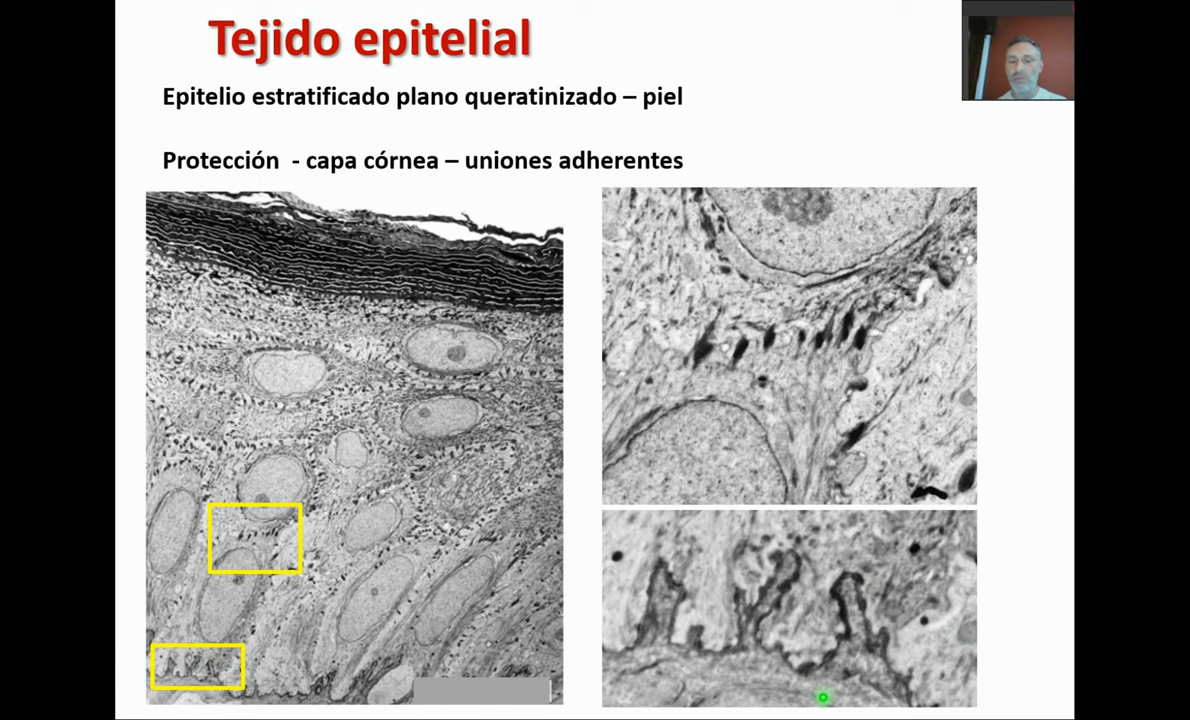 Tejido epitelial
Epitelio estratificado plano queratinizado – piel
Protección - capa córnea – uniones adherentes